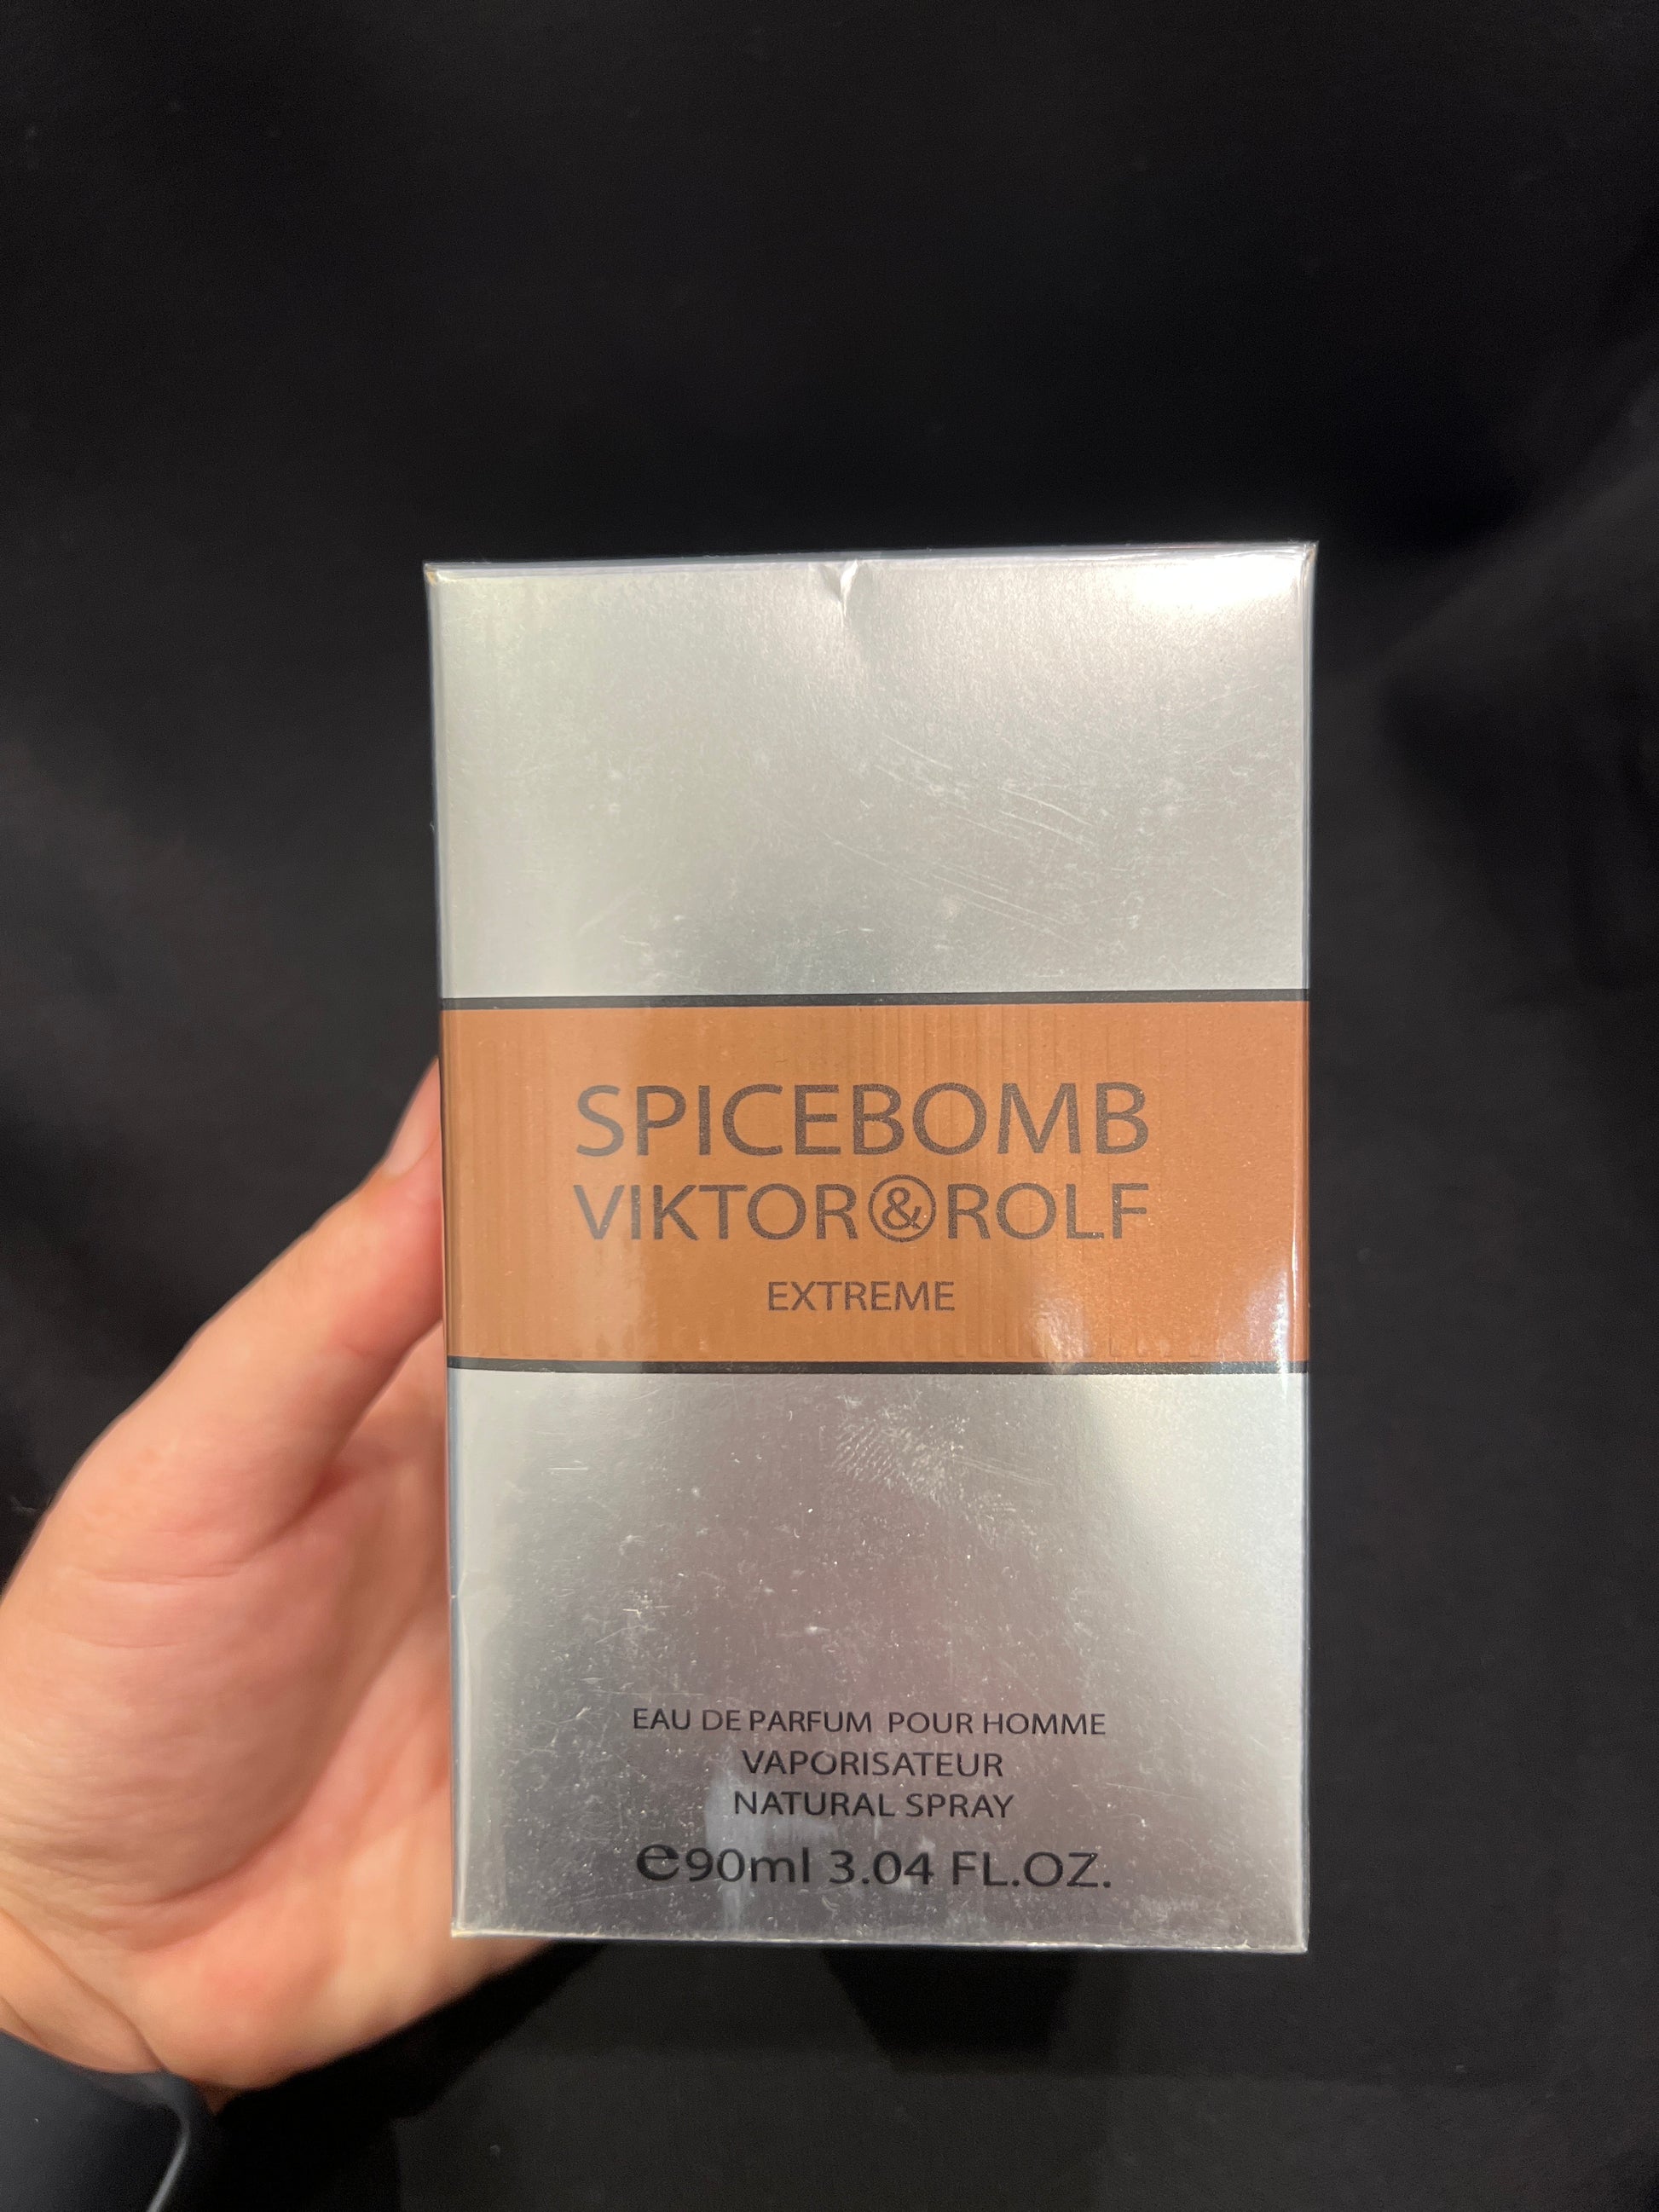 SPICEBOMB
VIKTOR&ROLF
EXTREME
EAU DE PARFUM POUR HOMME
VAPORISATEUR
NATURAL SPRAY
℮90ml 3.04 FL.OZ.